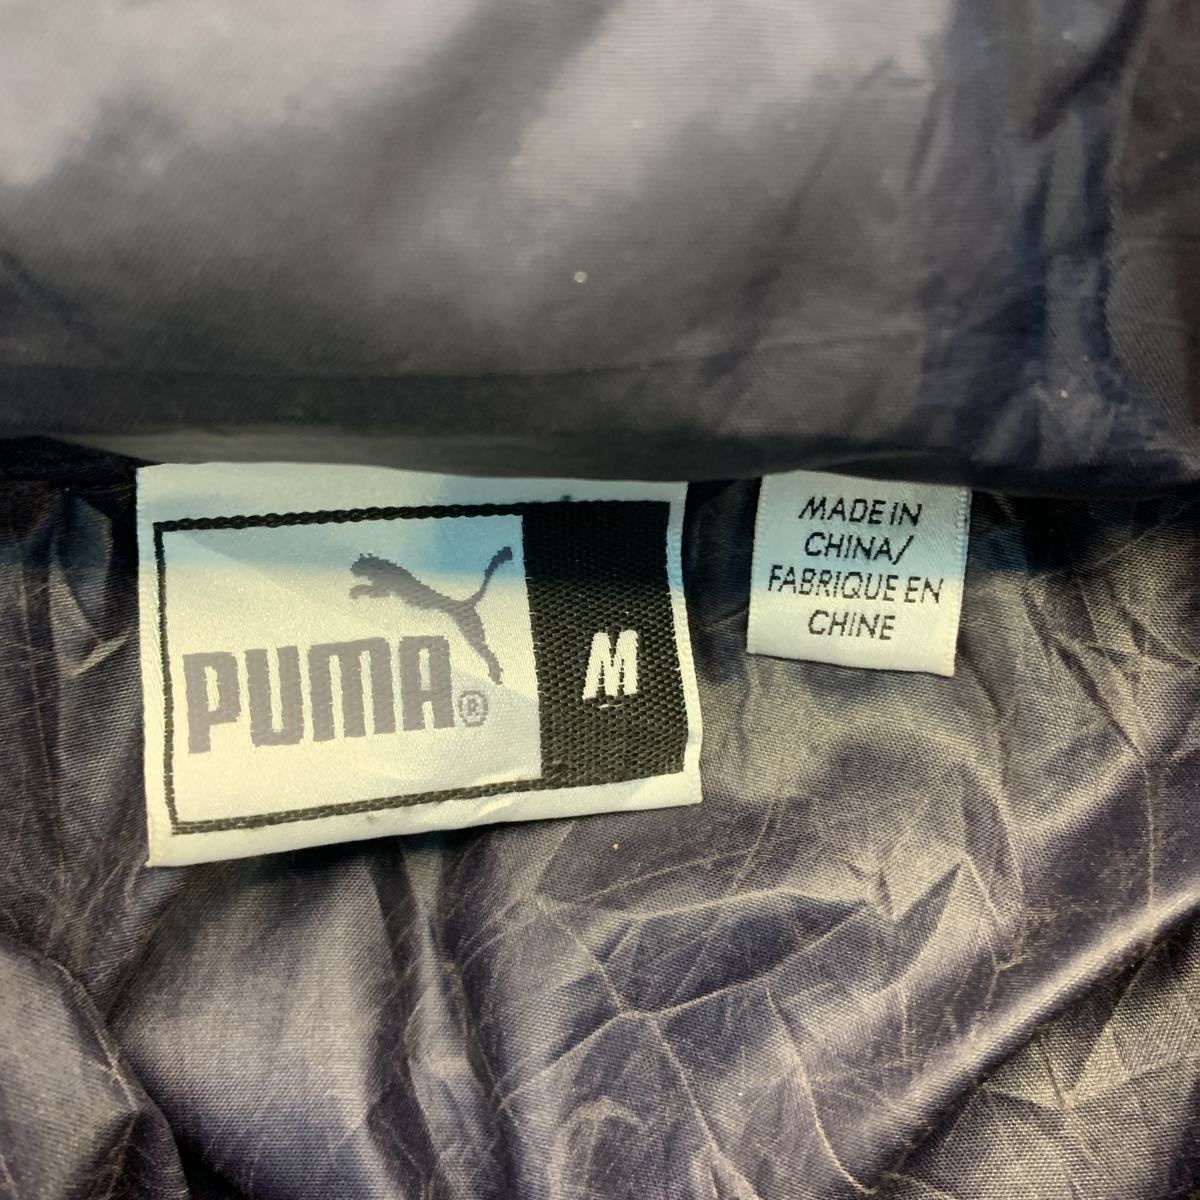 PUMA®
M
MADE IN
CHINA/
FABRIQUE EN
CHINE